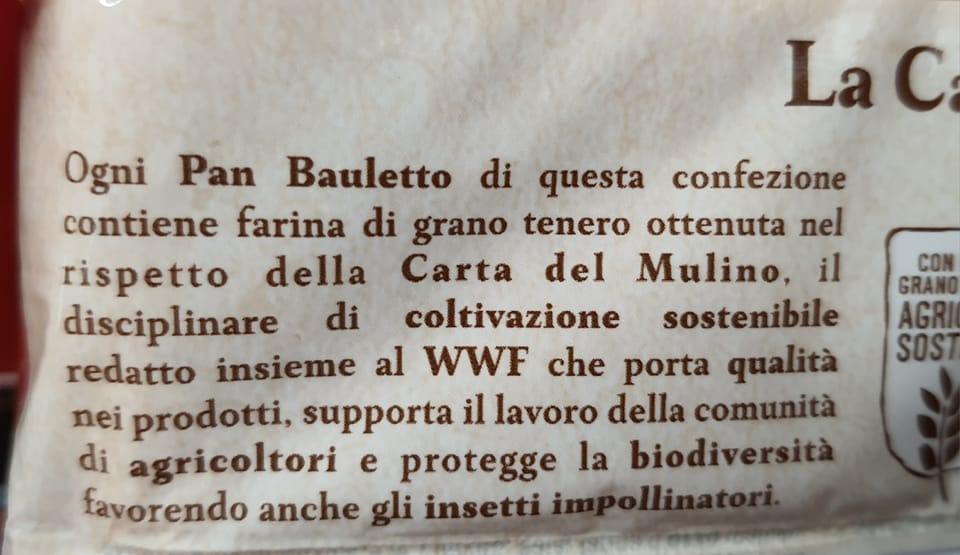 La Ca
Ogni Pan Bauletto di questa confezione
contiene farina di grano tenero ottenuta nel
rispetto della Carta del Mulino, il
disciplinare di coltivazione sostenibile
redatto insieme al WWF che porta qualità
nei prodotti, supporta il lavoro della comunità
di agricoltori e protegge la biodiversità
favorendo anche gli insetti impollinatori.
CON
GRANO
AGRIC
SOST